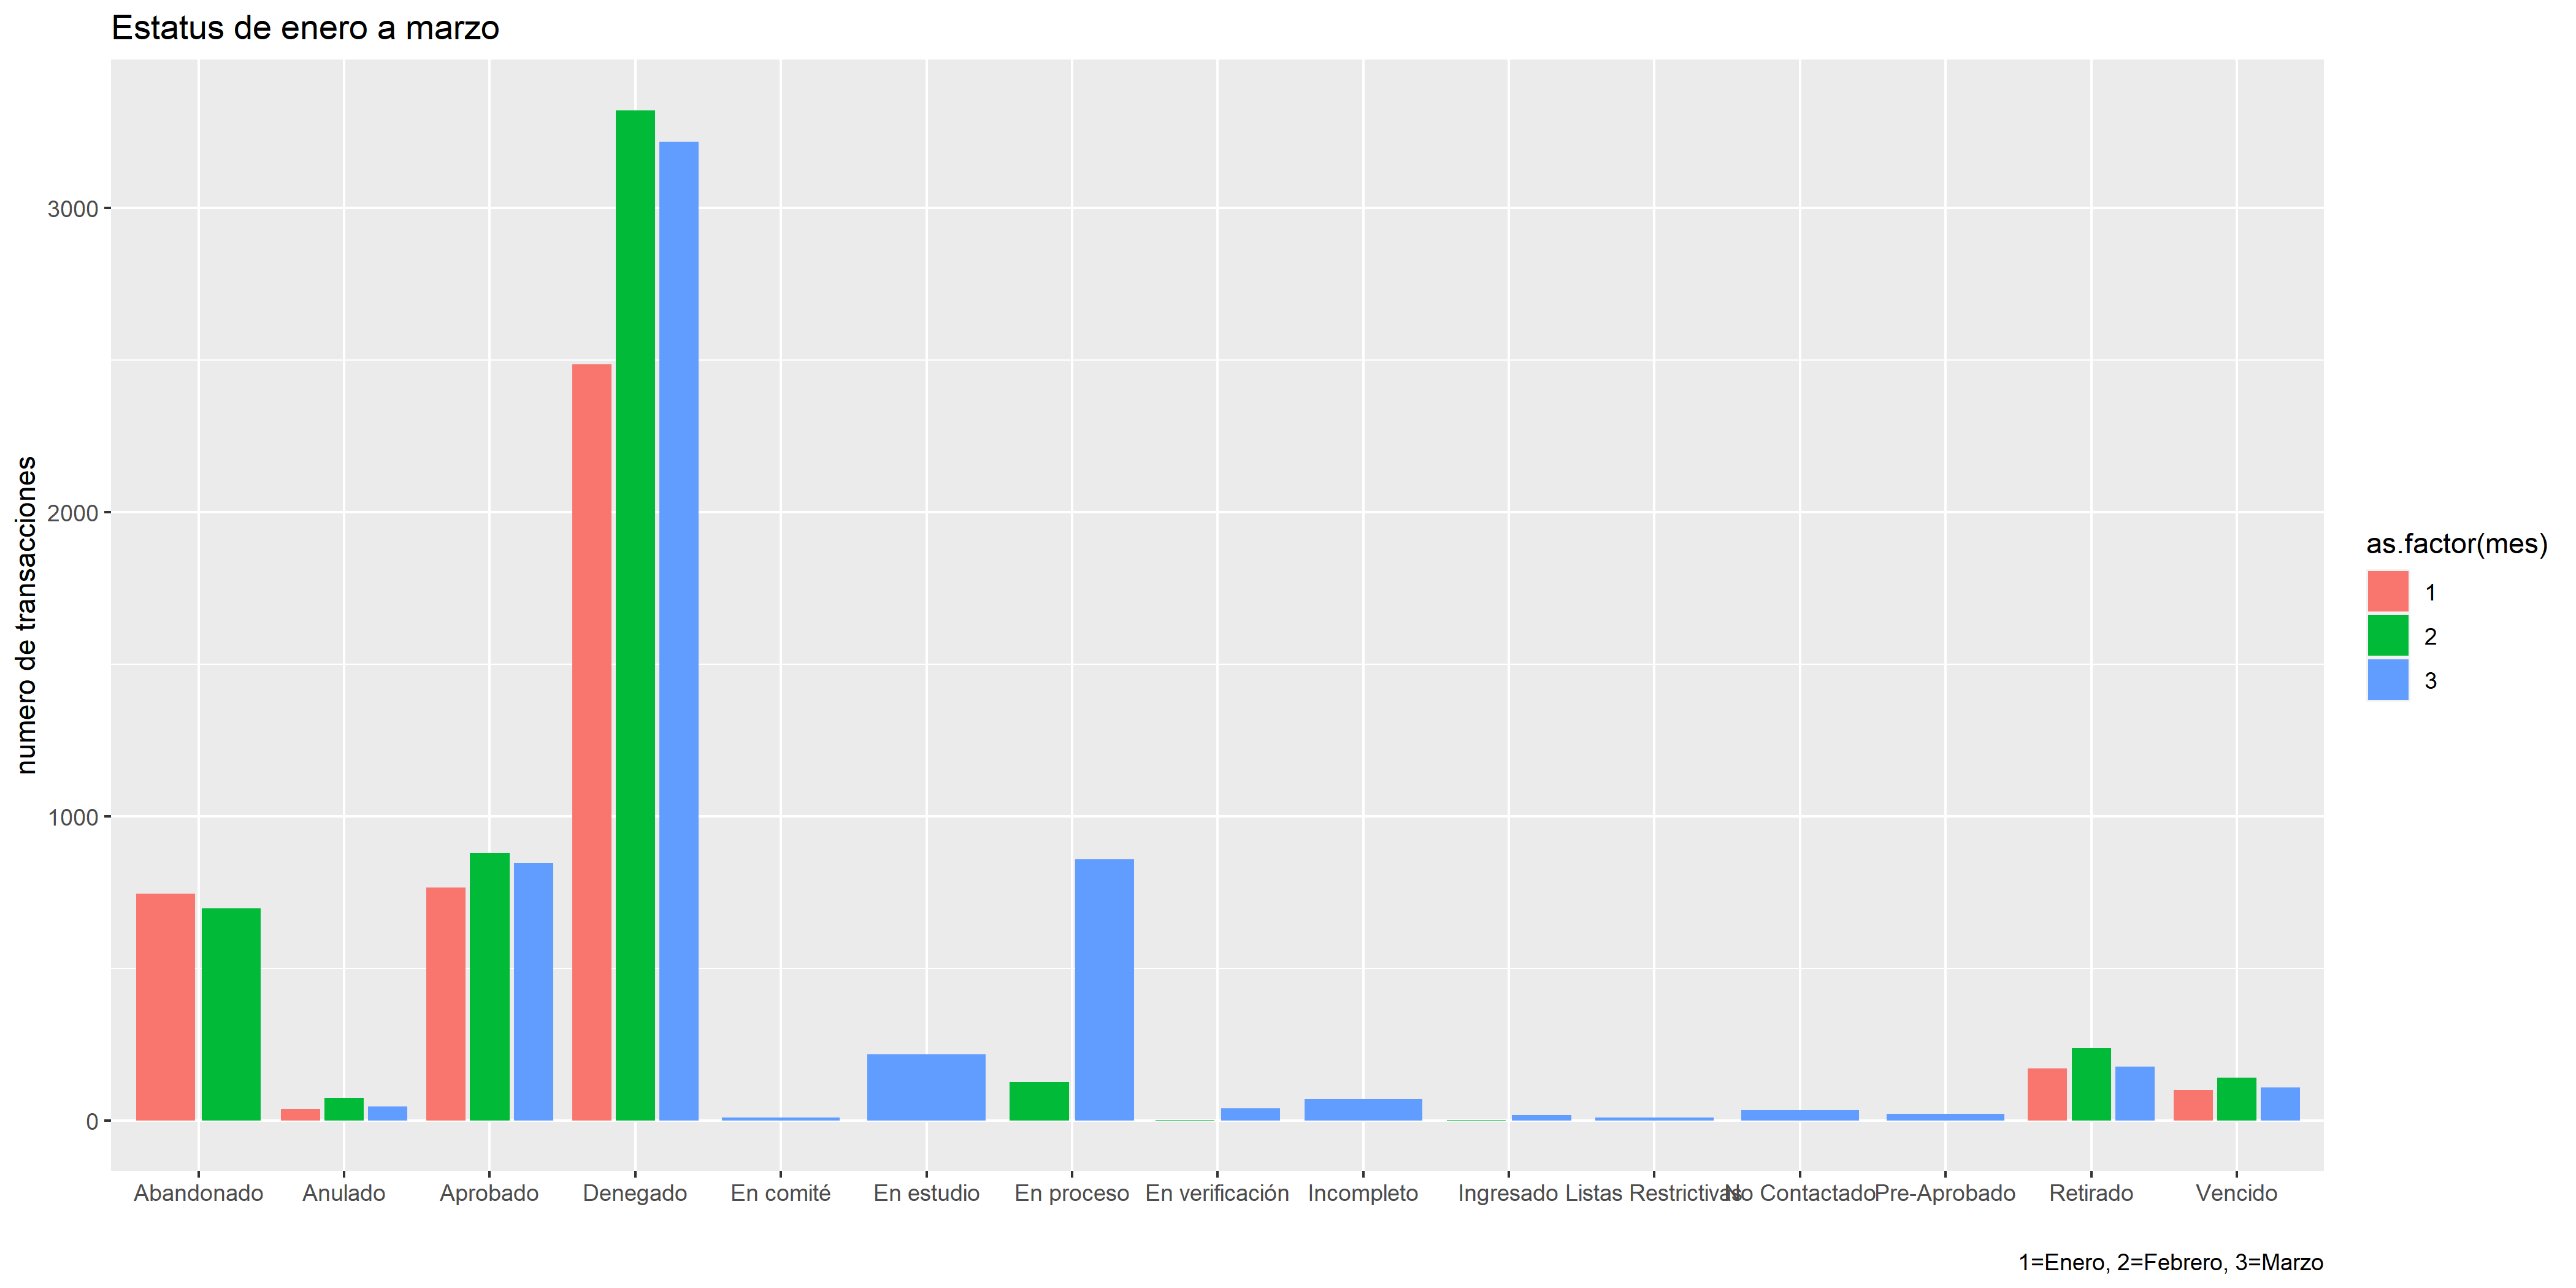 Estatus de enero a marzo
numero de transacciones
3000
2000
1000
0
Abandonado Anulado Aprobado Denegado En comité En estudio En proceso En verificación Incompleto Ingresado Listas Restrictivas No Contactado Pre-Aprobado Retirado Vencido
as.factor(mes)
1
2
3
1=Enero, 2=Febrero, 3=Marzo